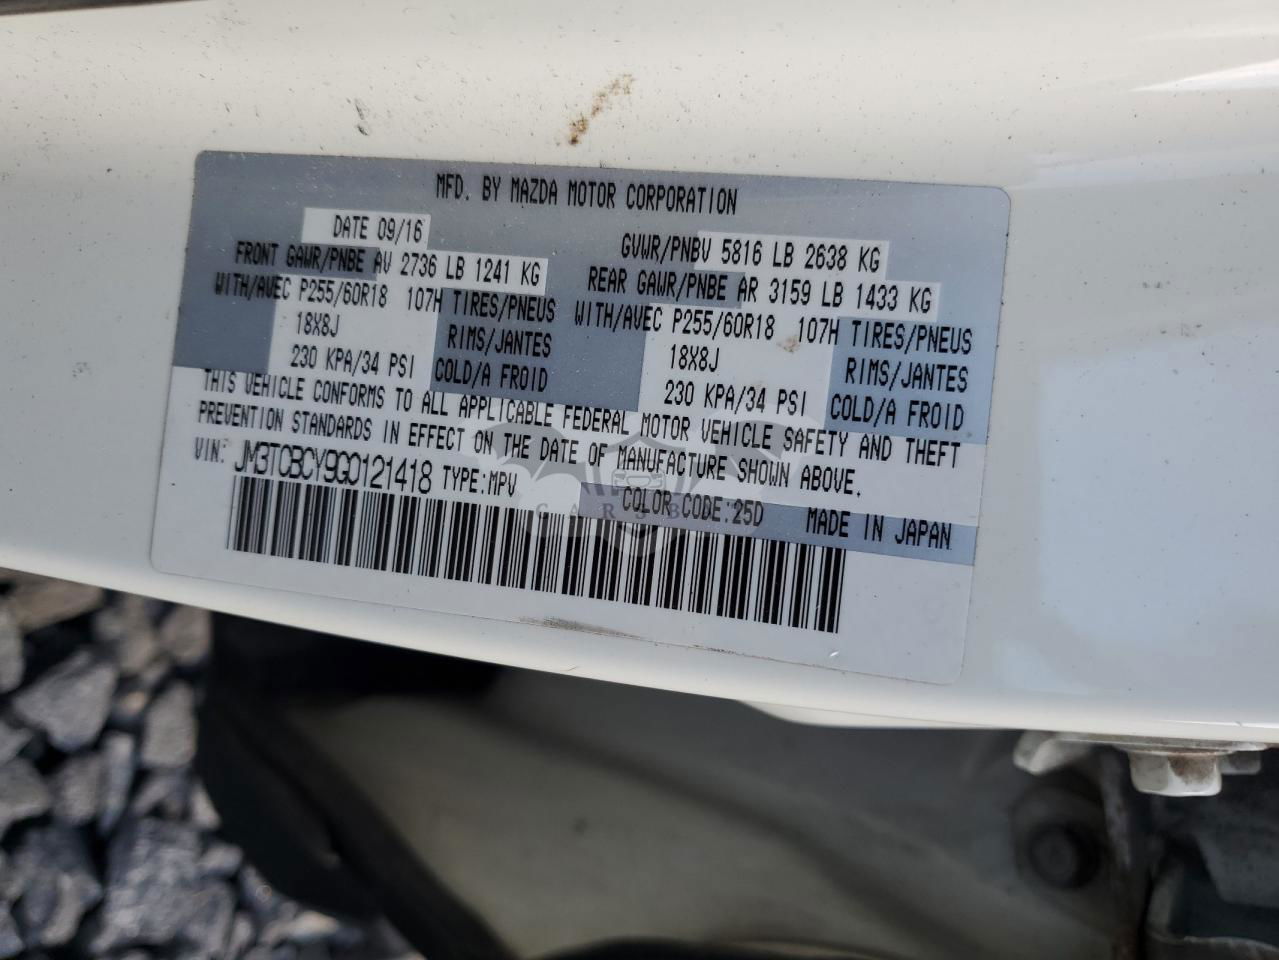 MFD. BY MAZDA MOTOR CORPORATION
DATE 09/16 GVWR/PNBV 5816 LB 2638 KG
FRONT GAWR/PNBE AV 2736 LB 1241 KG REAR GAWR/PNBE AR 3159 LB 1433 KG
WITH/AVEC P255/60R18 107H TIRES/PNEUS WITH/AVEC P255/60R18 107H TIRES/PNEUS
18X8J RIMS/JANTES 18X8J RIMS/JANTES
230 KPA/34 PSI COLD/A FROID 230 KPA/34 PSI COLD/A FROID
THIS VEHICLE CONFORMS TO ALL APPLICABLE FEDERAL MOTOR VEHICLE SAFETY AND THEFT
PREVENTION STANDARDS IN EFFECT ON THE DATE OF MANUFACTURE SHOWN ABOVE.
VIN: JM3TCBCY9G0121418 TYPE:MPV
COLOR CODE:25D MADE IN JAPAN